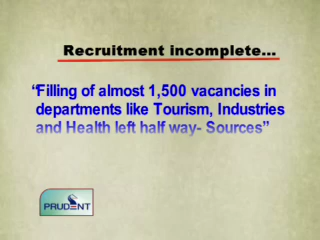 Recruitment incomplete...
“Filling of almost 1,500 vacancies in
departments like Tourism, Industries
and Health left half way- Sources”
PRUDENT